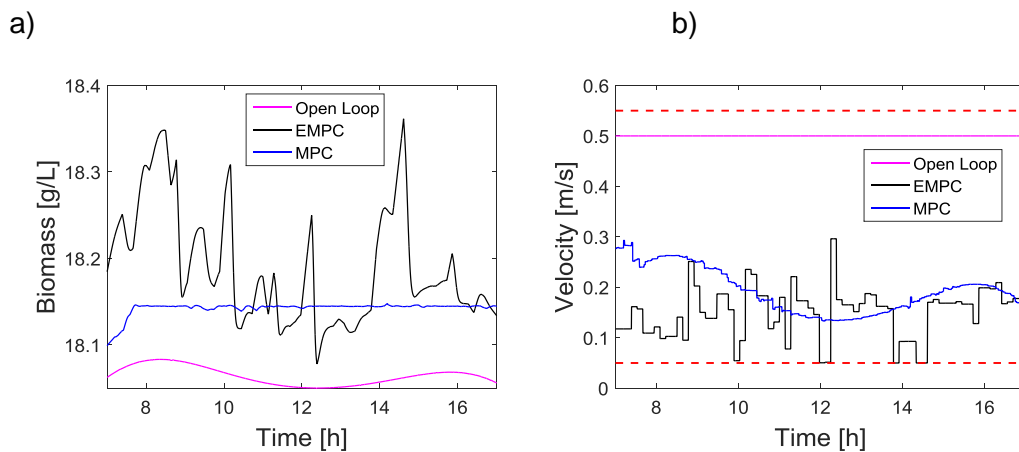 a)
b)
18.4
18.3
18.2
18.1
Biomass [g/L]
Open Loop
EMPC
MPC
8
10
12
14
16
Time [h]
0.6
0.5
0.4
0.3
0.2
0.1
0
Velocity [m/s]
Open Loop
EMPC
MPC
8
10
12
14
16
Time [h]